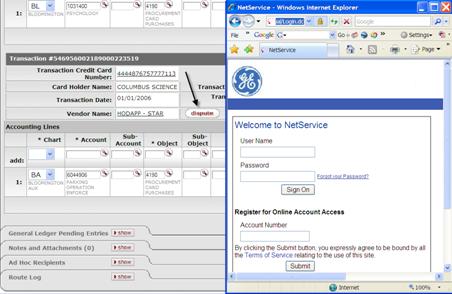 1: BL 1031400 4190
BLOOMINGTON PSYCHOLOGY PROCUREMENT
CARD
PURCHASES
Transaction #546956002189000223519
Transaction Credit Card
Number: 4444876757777113
Card Holder Name: COLUMBUS SCIENCE
Transaction Date: 01/01/2006
Vendor Name: HODAPP - STAR dispute
Accounting Lines
* Chart * Account Sub-Account * Object Sub-Object
add:
1: BA 6044906 4190
BLOOMINGTON PARKING PROCUREMENT
AUX OPERATION CARD
ENFORCE PURCHASES
General Ledger Pending Entries show
Notes and Attachments (0) show
Ad Hoc Recipients show
Route Log show
NetService - Windows Internet Explorer
al/Login.do
Google
Settings
NetService
Page
GE
Welcome to NetService
User Name
Password
Forgot your Password?
Sign On
Register for Online Account Access
Account Number
By clicking the Submit button, you expressly agree to be bound by all
the Terms of Service relating to the use of this site.
Submit
Internet 100%